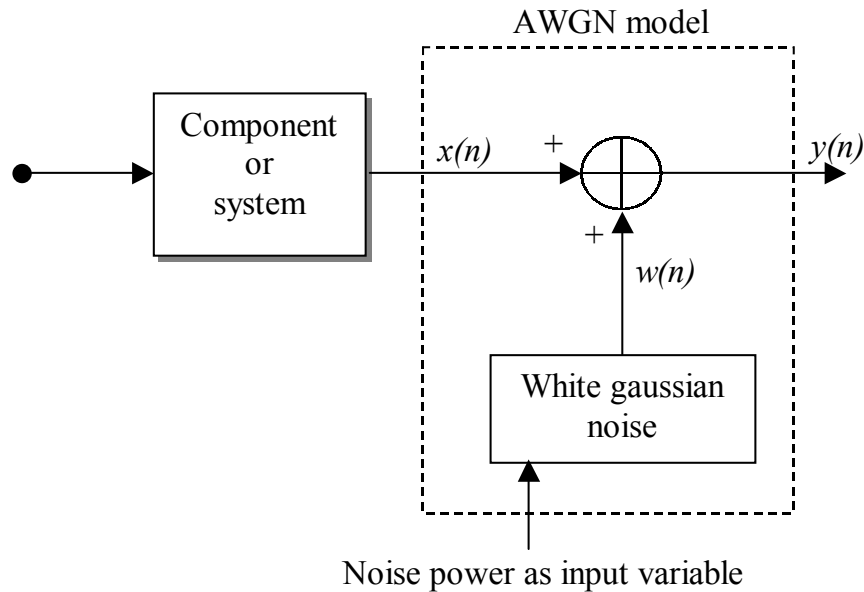 AWGN model
Component
or
system
x(n)
+
y(n)
+
w(n)
White gaussian
noise
Noise power as input variable